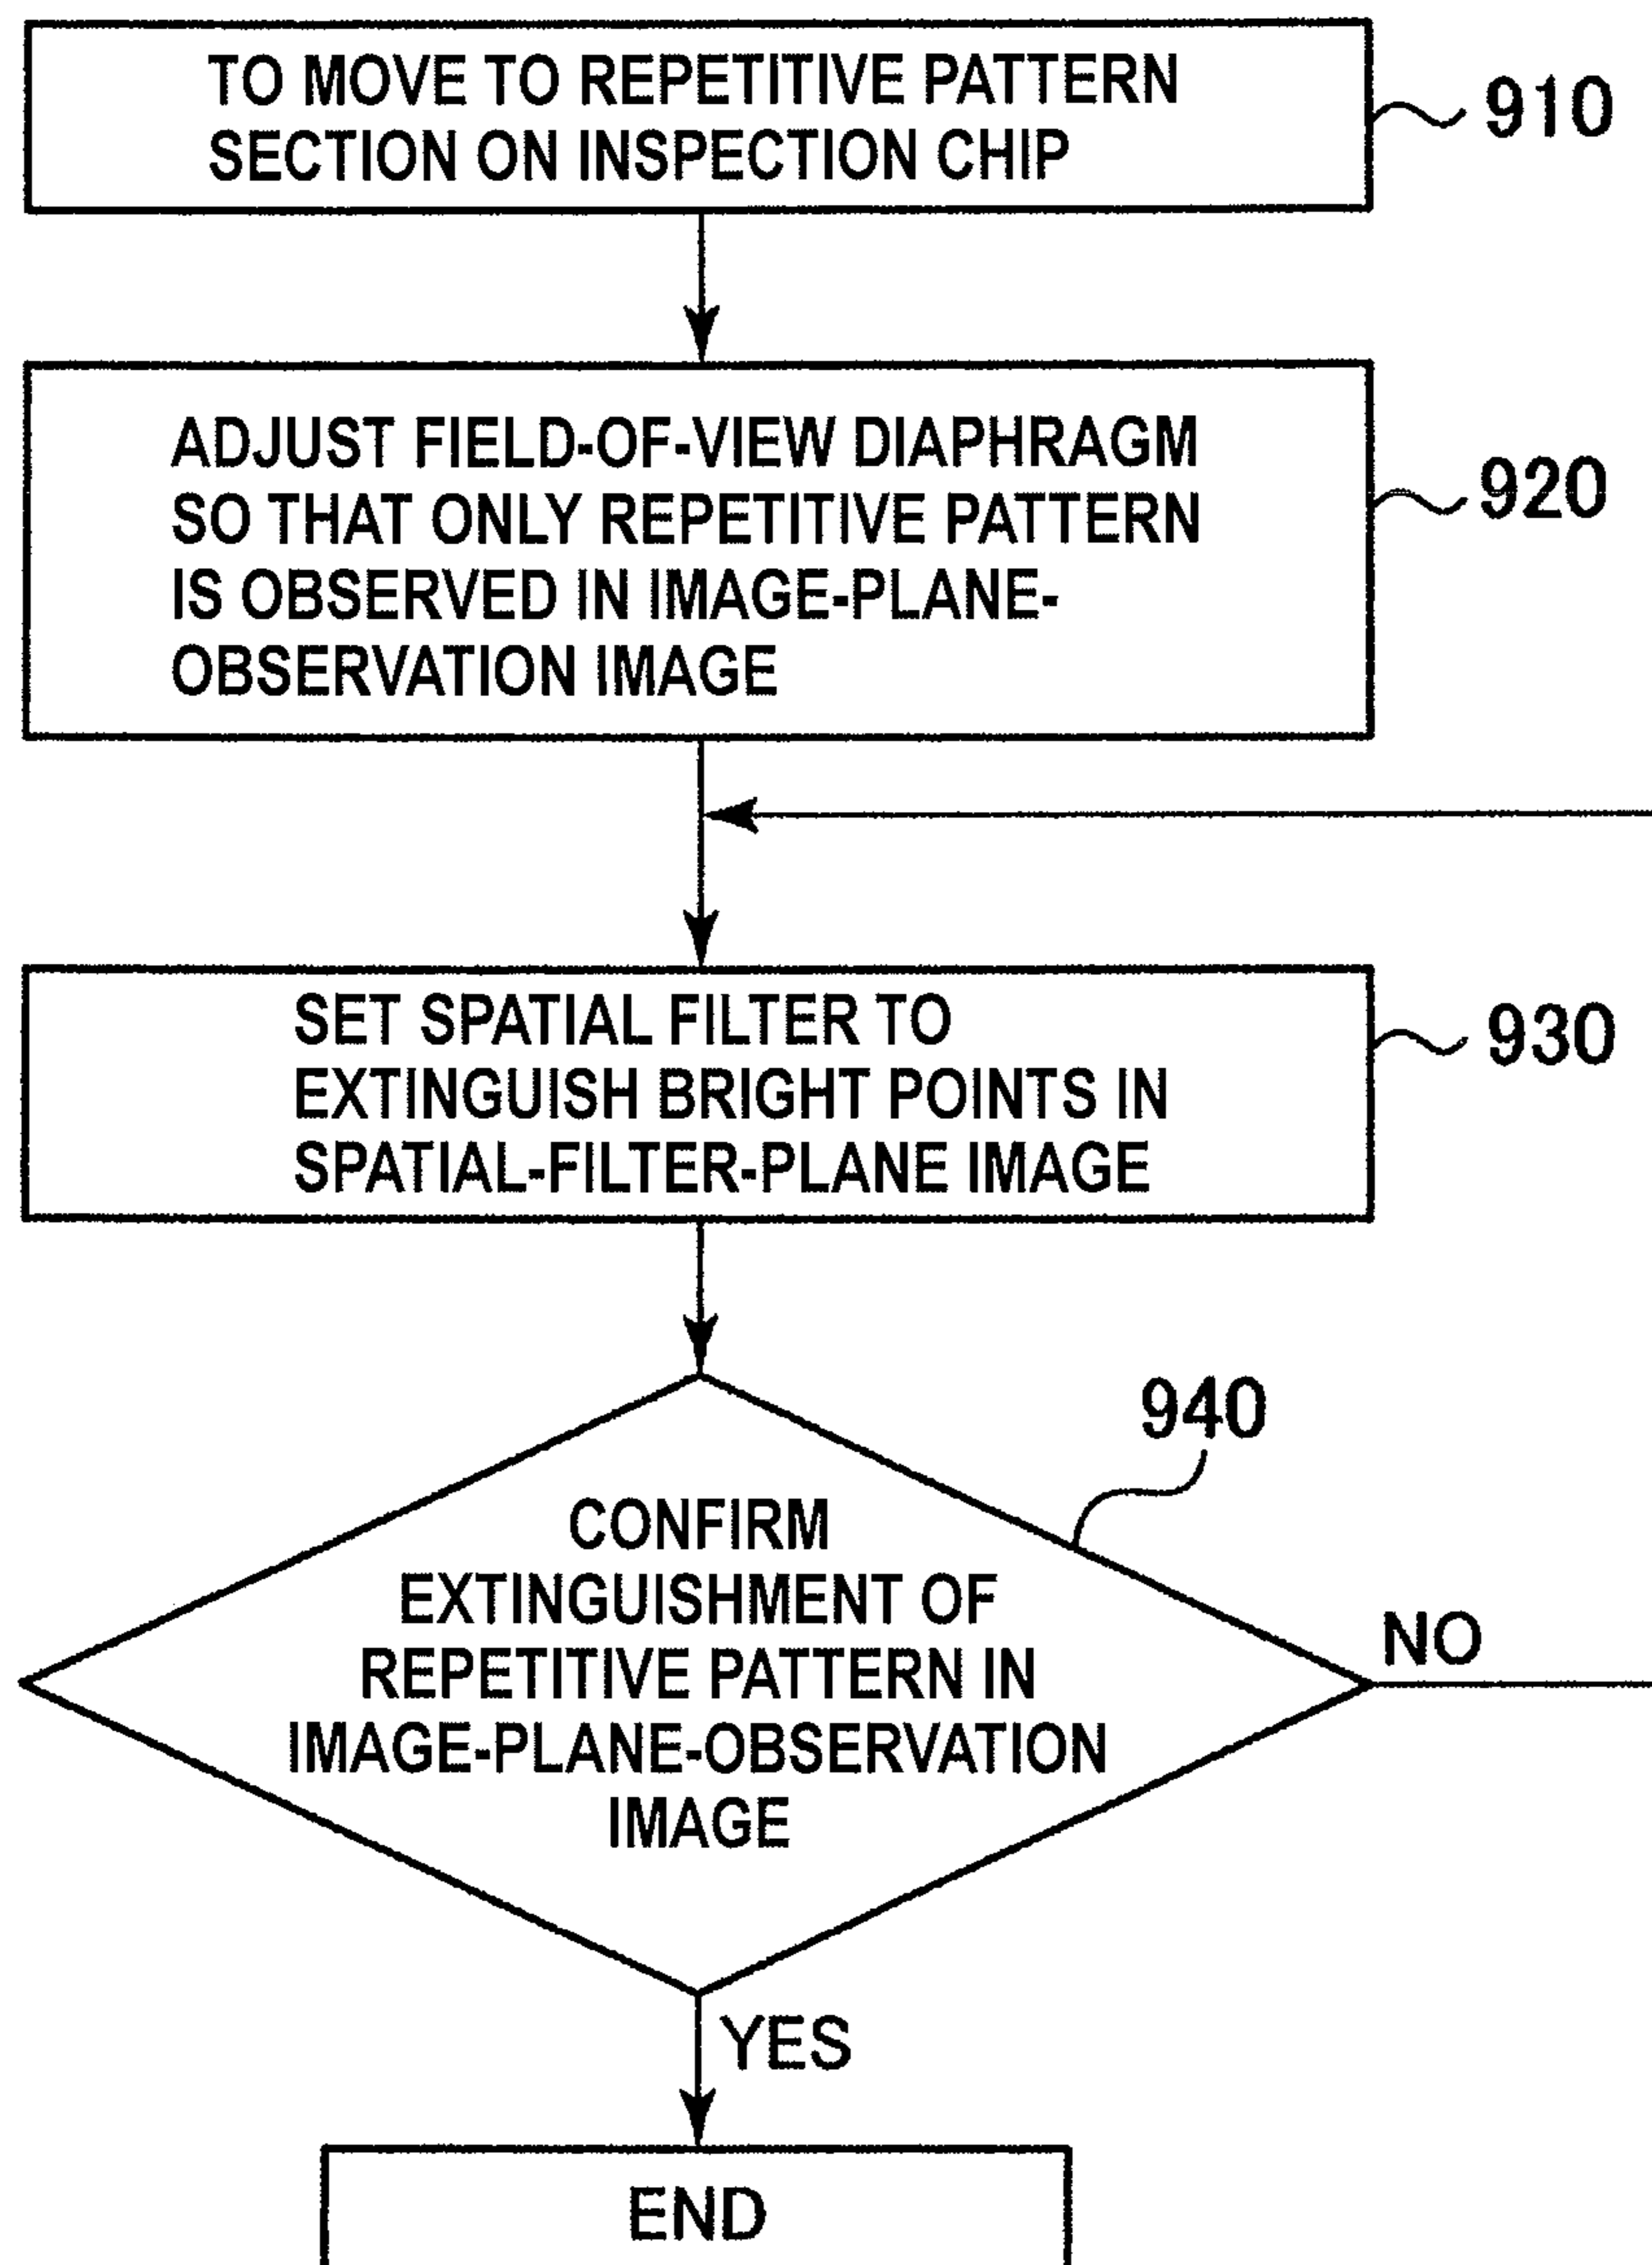 TO MOVE TO REPETITIVE PATTERN
SECTION ON INSPECTION CHIP
910
ADJUST FIELD-OF-VIEW DIAPHRAGM
SO THAT ONLY REPETITIVE PATTERN
IS OBSERVED IN IMAGE-PLANE-
OBSERVATION IMAGE
920
SET SPATIAL FILTER TO
EXTINGUISH BRIGHT POINTS IN
SPATIAL-FILTER-PLANE IMAGE
930
940
CONFIRM
EXTINGUISHMENT OF
REPETITIVE PATTERN IN
IMAGE-PLANE-OBSERVATION
IMAGE
NO
YES
END